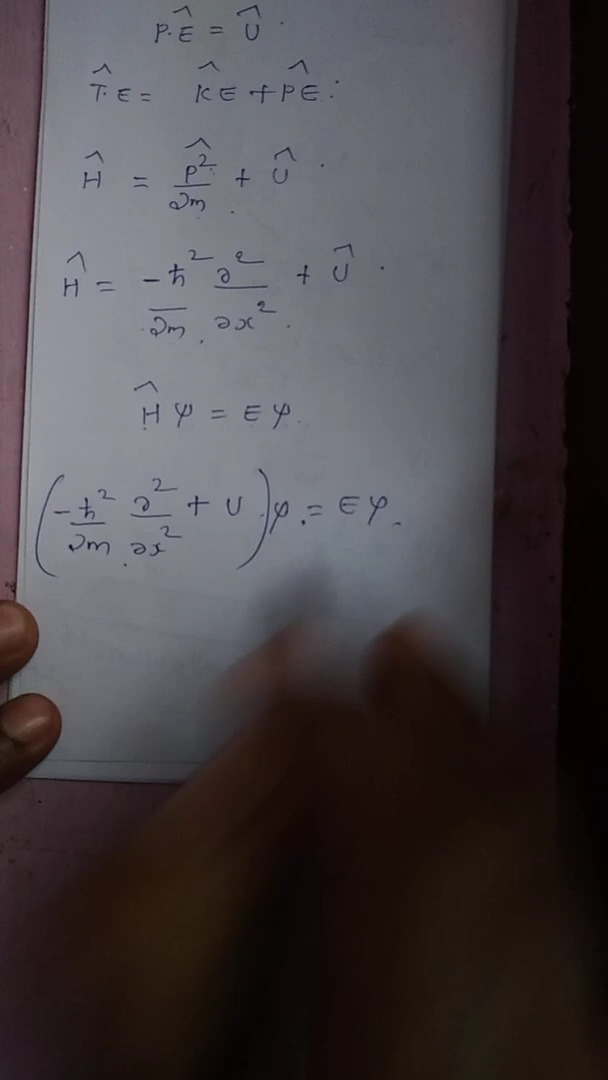 P.Ê = Û.
T̂.E = K̂E + P̂E.
Ĥ = p̂²/2m + Û.
Ĥ = -ħ²/2m ∂²/∂x² + Û.
Ĥψ = Eψ.
(-ħ²/2m ∂²/∂x² + U)ψ = Eψ.